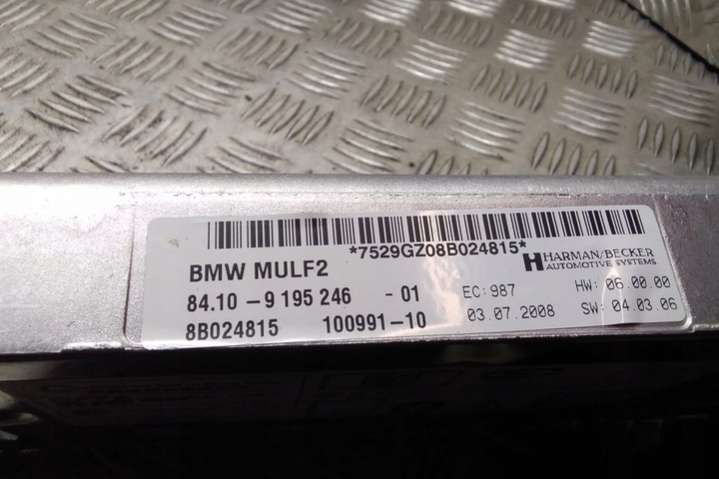 *7529GZ08B024815*
BMW MULF2
HARMAN/BECKER
AUTOMOTIVE SYSTEMS
84.10 - 9 195 246 - 01
EC: 987
HW: 06.00.00
8B024815 100991-10
03.07.2008
SW: 04.03.06